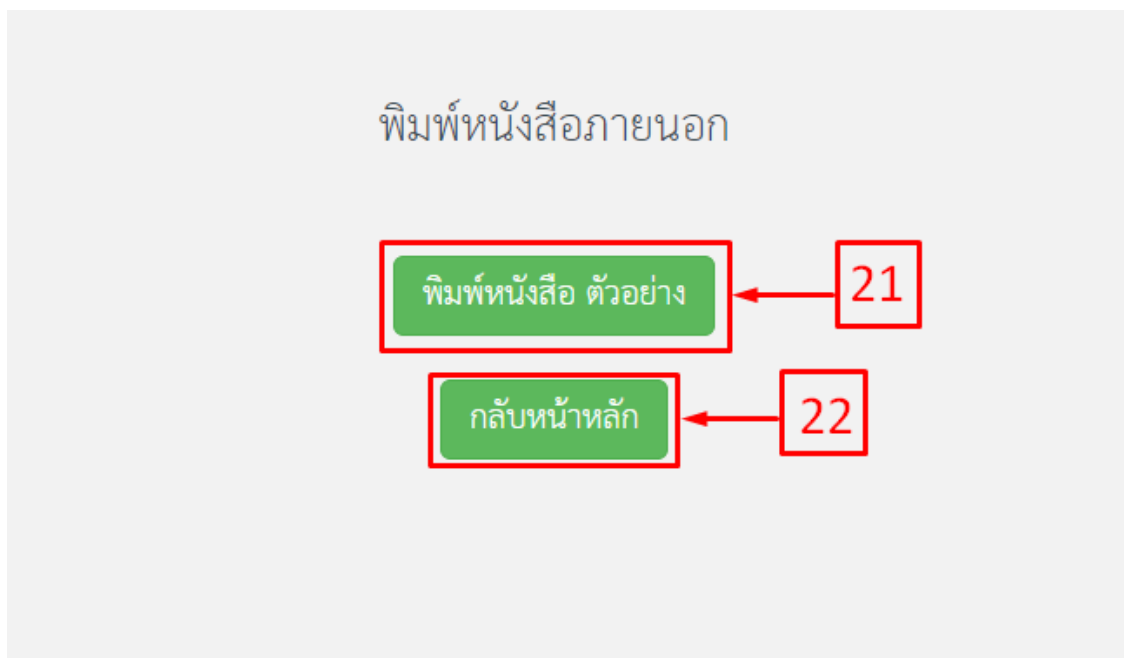 พิมพ์หนังสือภายนอก
พิมพ์หนังสือ ตัวอย่าง
21
กลับหน้าหลัก
22